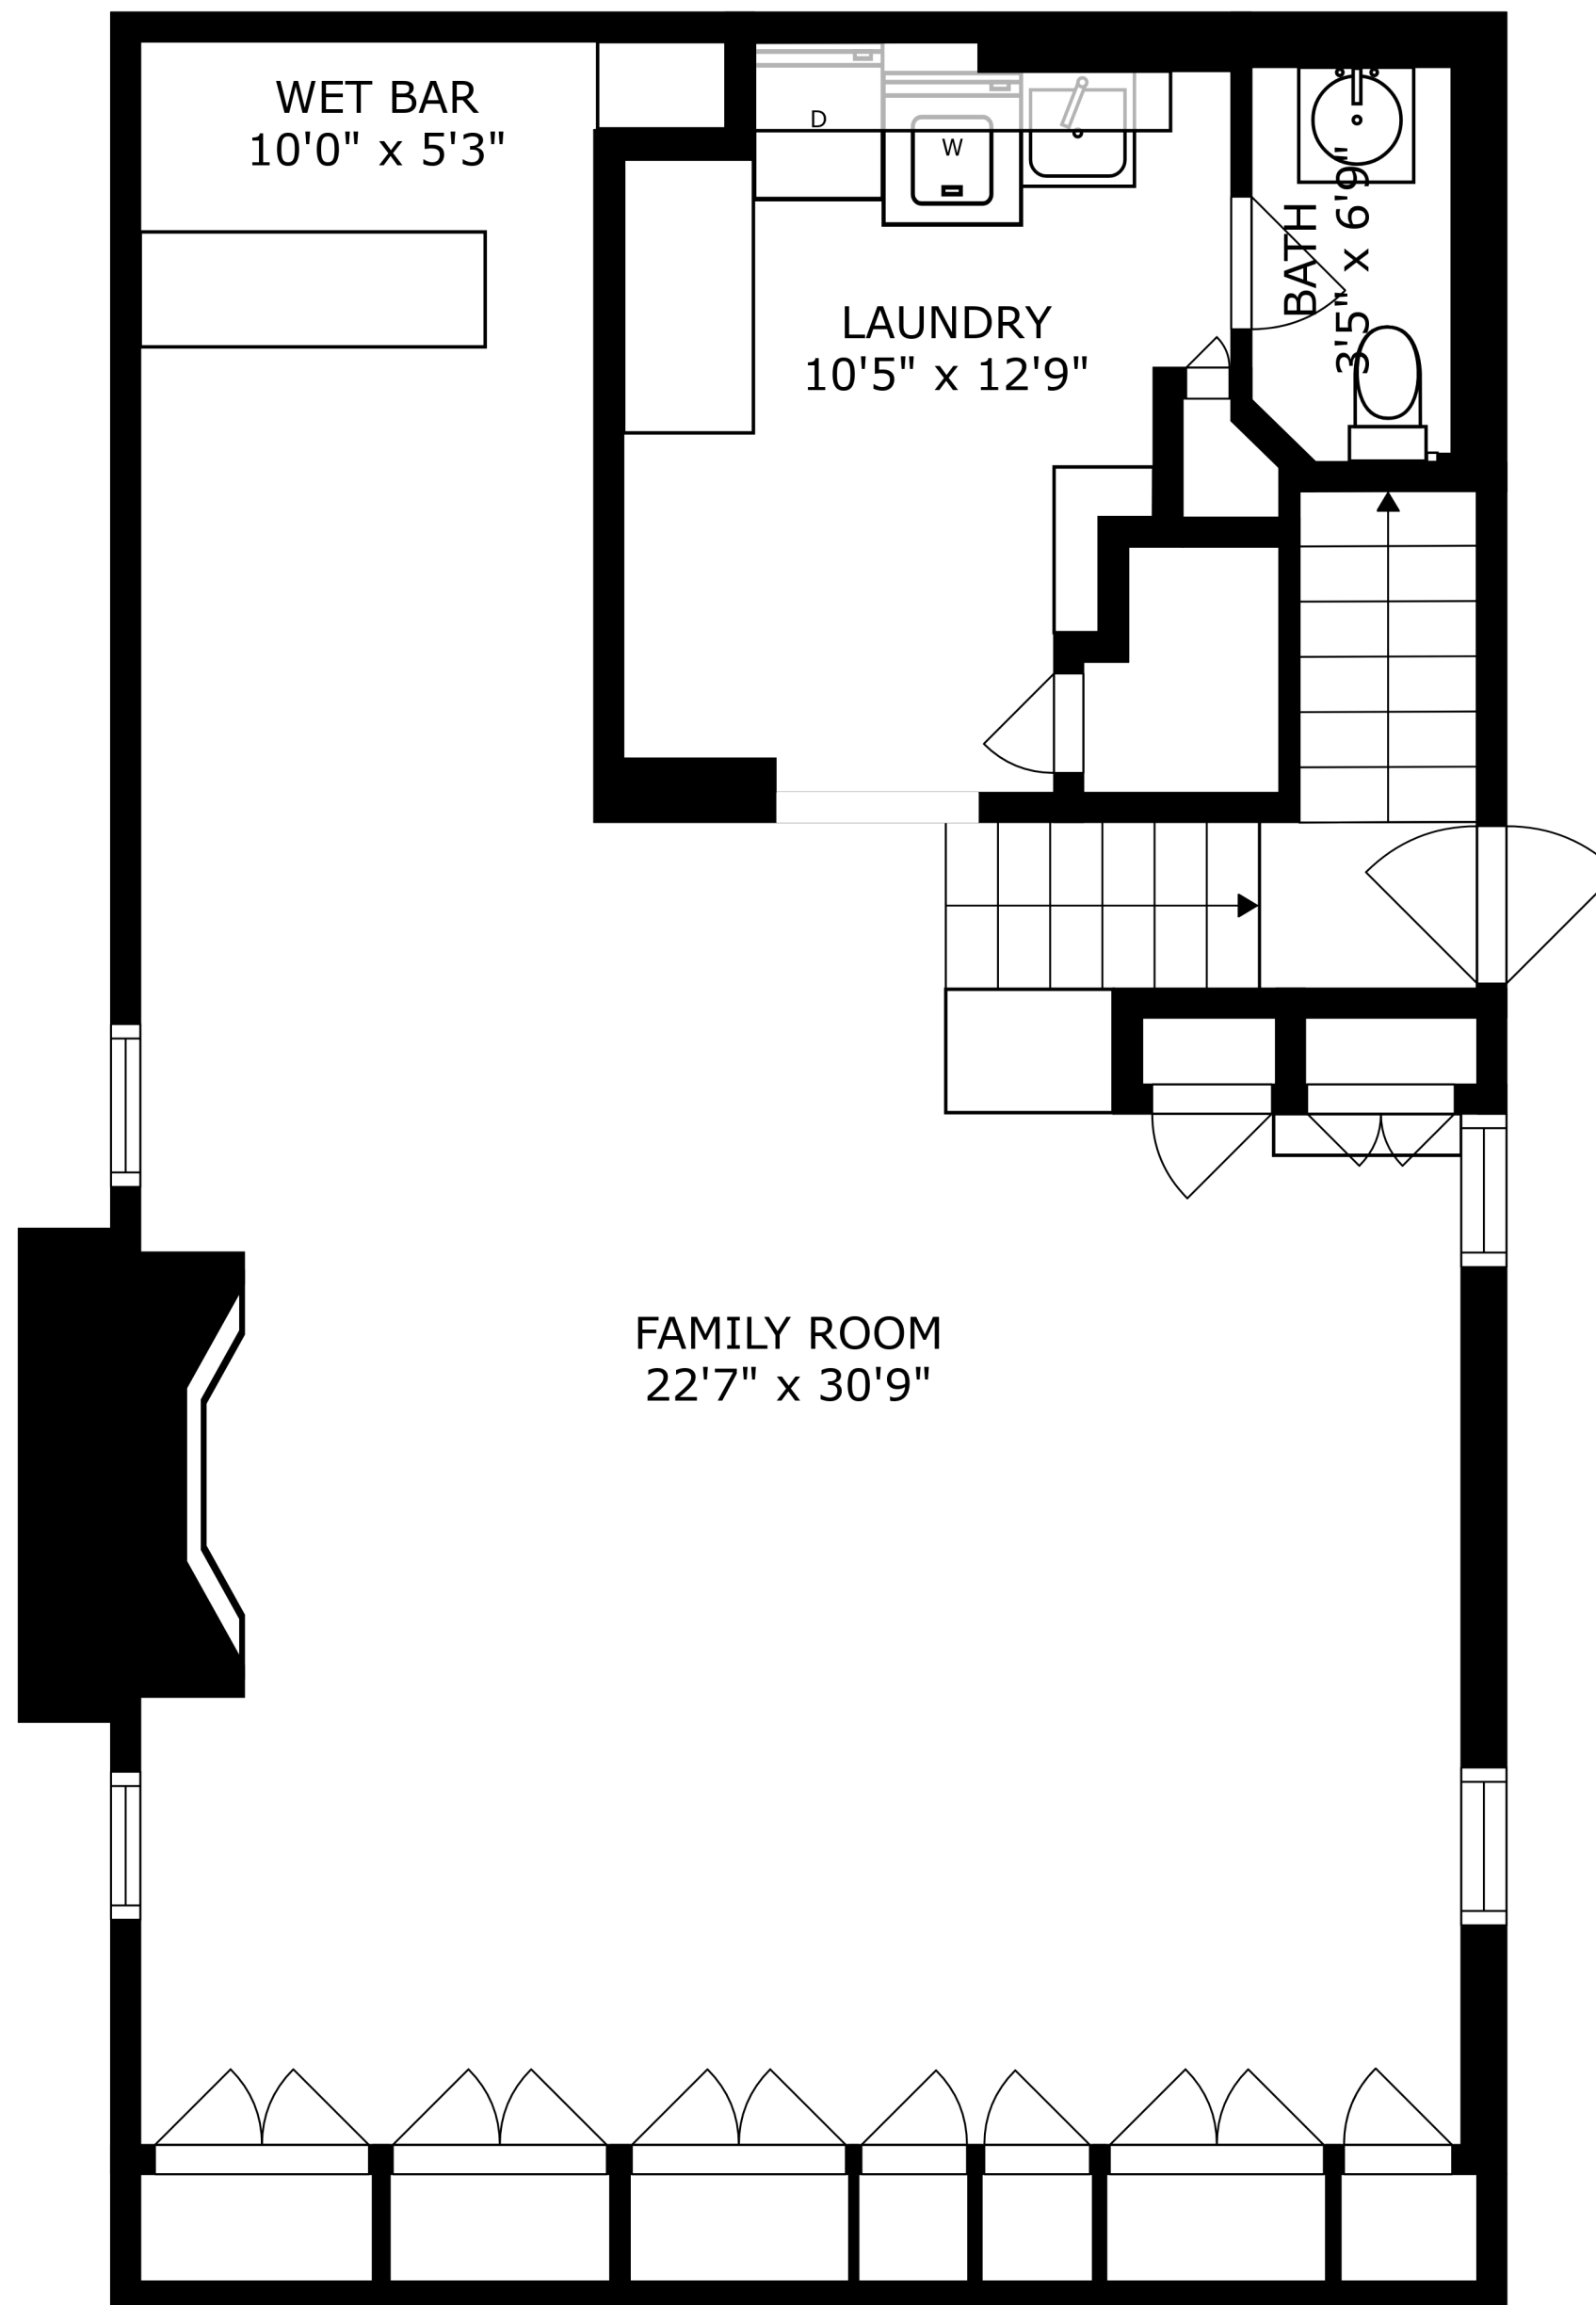 WET BAR
10'0" x 5'3"
D
W
BATH
3'5" x 6'9"
LAUNDRY
10'5" x 12'9"
FAMILY ROOM
22'7" x 30'9"